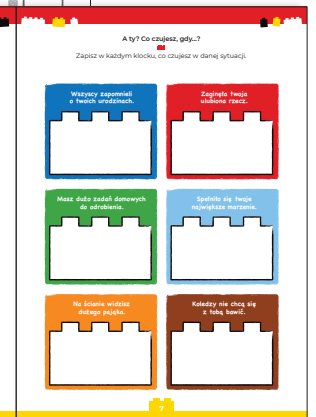 A ty? Co czujesz, gdy...?
Zapisz w każdym klocku, co czujesz w danej sytuacji.
Wszyscy zapomnieli
o twoich urodzinach.
Zaginęła twoja
ulubiona rzecz.
Masz dużo zadań domowych
do odrobienia.
Spełniło się twoje
największe marzenie.
Na ścianie widzisz
dużego pająka.
Koledzy nie chcą się
z tobą bawić.
7